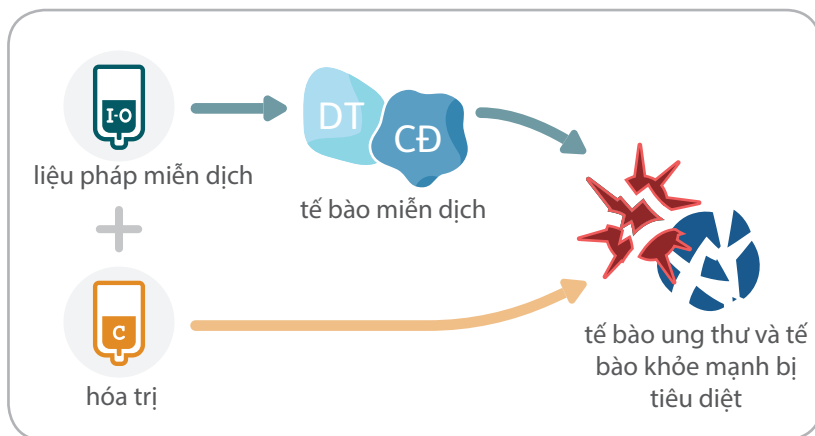 I-O
liệu pháp miễn dịch
DT
CĐ
tế bào miễn dịch
C
hóa trị
tế bào ung thư và tế
bào khỏe mạnh bị
tiêu diệt